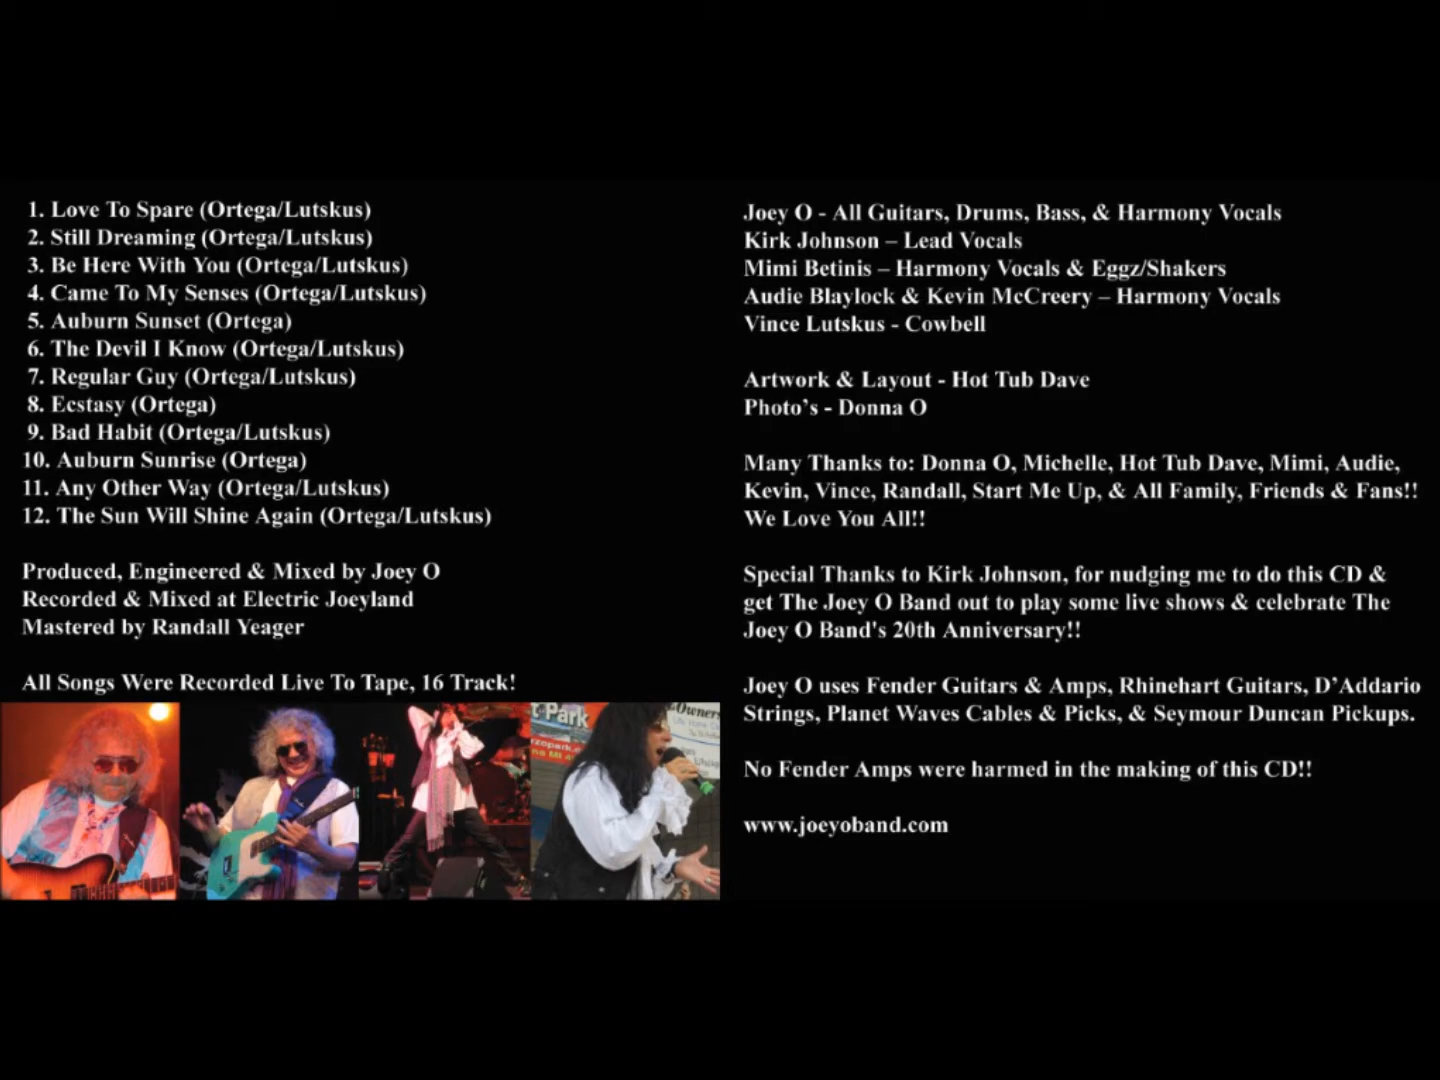 1. Love To Spare (Ortega/Lutskus)
2. Still Dreaming (Ortega/Lutskus)
3. Be Here With You (Ortega/Lutskus)
4. Came To My Senses (Ortega/Lutskus)
5. Auburn Sunset (Ortega)
6. The Devil I Know (Ortega/Lutskus)
7. Regular Guy (Ortega/Lutskus)
8. Ecstasy (Ortega)
9. Bad Habit (Ortega/Lutskus)
10. Auburn Sunrise (Ortega)
11. Any Other Way (Ortega/Lutskus)
12. The Sun Will Shine Again (Ortega/Lutskus)
Produced, Engineered & Mixed by Joey O
Recorded & Mixed at Electric Joeyland
Mastered by Randall Yeager
All Songs Were Recorded Live To Tape, 16 Track!
t Park
Owners
Joey O - All Guitars, Drums, Bass, & Harmony Vocals
Kirk Johnson – Lead Vocals
Mimi Betinis – Harmony Vocals & Eggz/Shakers
Audie Blaylock & Kevin McCreery – Harmony Vocals
Vince Lutskus - Cowbell
Artwork & Layout - Hot Tub Dave
Photo’s - Donna O
Many Thanks to: Donna O, Michelle, Hot Tub Dave, Mimi, Audie,
Kevin, Vince, Randall, Start Me Up, & All Family, Friends & Fans!!
We Love You All!!
Special Thanks to Kirk Johnson, for nudging me to do this CD &
get The Joey O Band out to play some live shows & celebrate The
Joey O Band's 20th Anniversary!!
Joey O uses Fender Guitars & Amps, Rhinehart Guitars, D’Addario
Strings, Planet Waves Cables & Picks, & Seymour Duncan Pickups.
No Fender Amps were harmed in the making of this CD!!
www.joeyoband.com